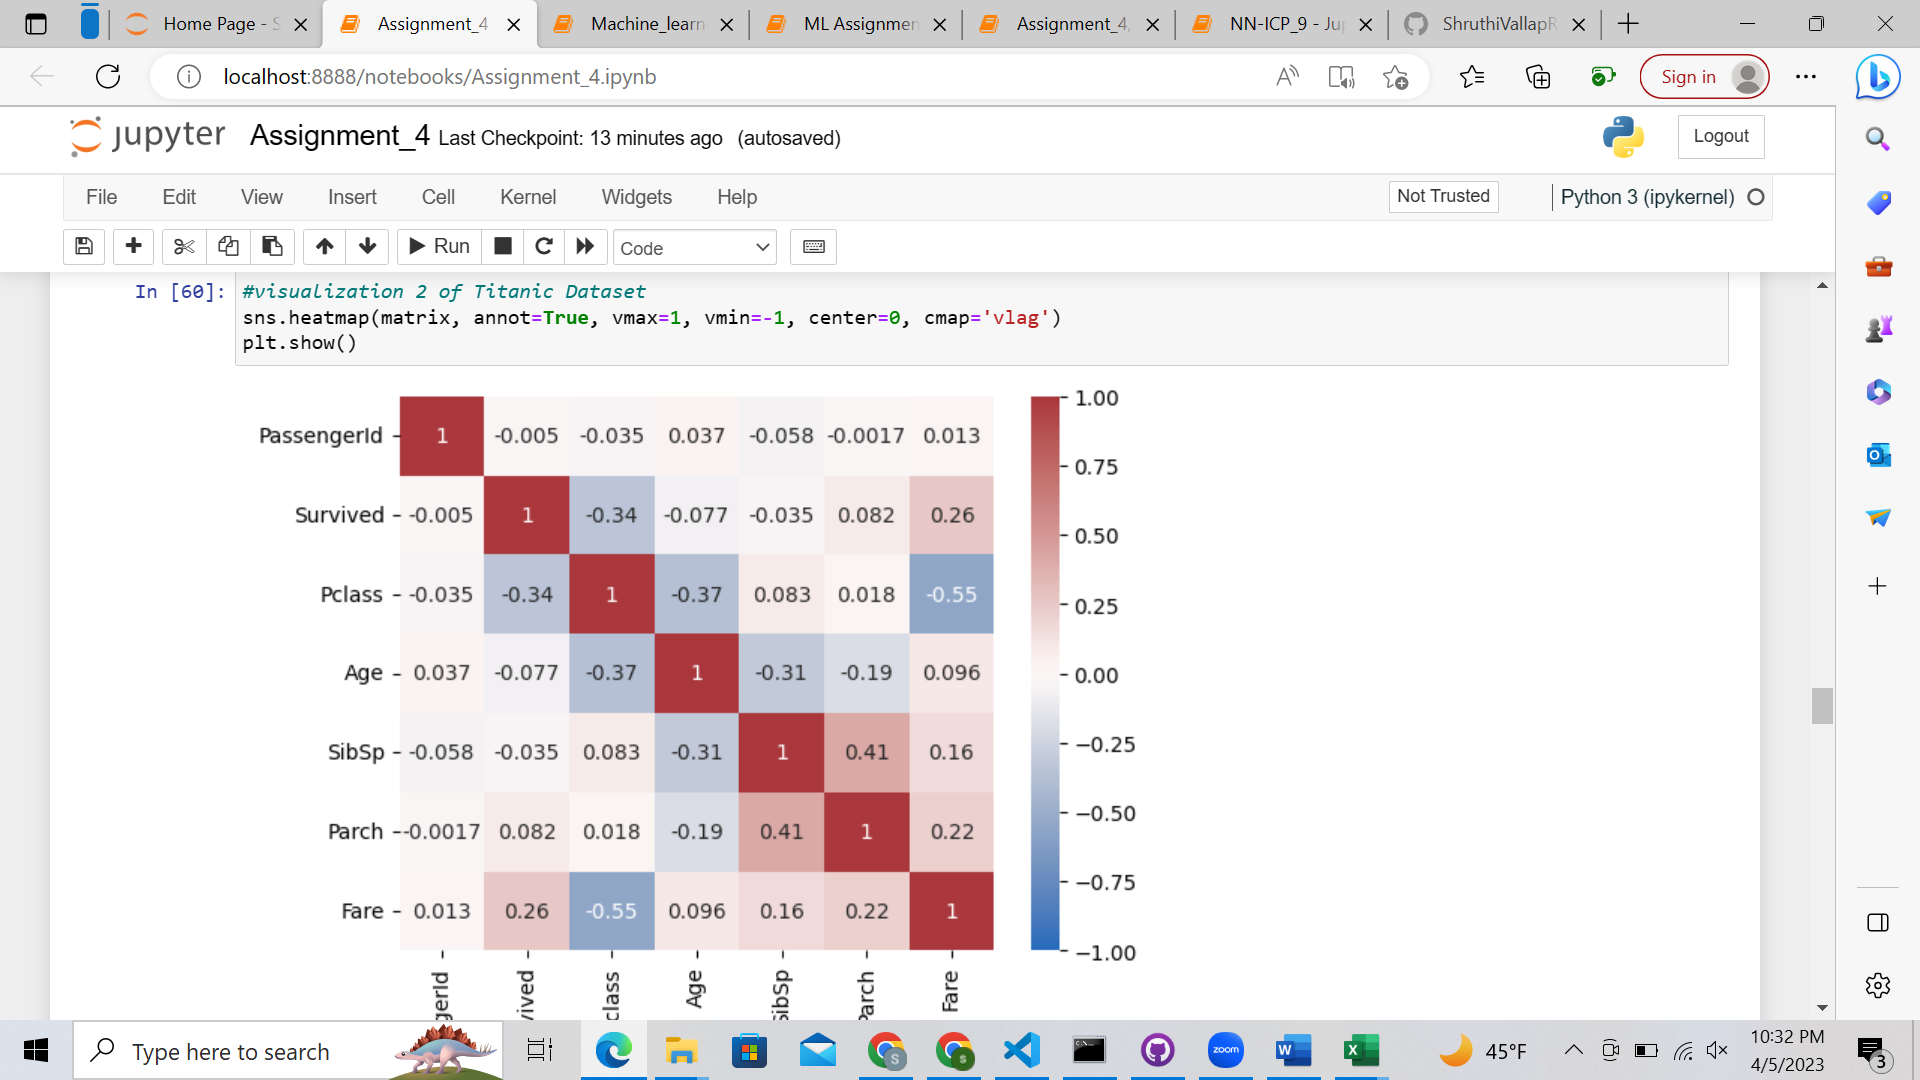 Home Page - S
Assignment_4
Machine_learn
ML Assignmen
Assignment_4
NN-ICP_9 - Ju
ShruthiVallapR
localhost:8888/notebooks/Assignment_4.ipynb
Sign in
jupyter Assignment_4 Last Checkpoint: 13 minutes ago (autosaved)
Logout
File Edit View Insert Cell Kernel Widgets Help
Not Trusted
Python 3 (ipykernel)
Run
Code
In [60]: #visualization 2 of Titanic Dataset
sns.heatmap(matrix, annot=True, vmax=1, vmin=-1, center=0, cmap='vlag')
plt.show()
PassengerId 1 -0.005 -0.035 0.037 -0.058 -0.0017 0.013
Survived -0.005 1 -0.34 -0.077 -0.035 0.082 0.26
Pclass -0.035 -0.34 1 -0.37 0.083 0.018 -0.55
Age 0.037 -0.077 -0.37 1 -0.31 -0.19 0.096
SibSp -0.058 -0.035 0.083 -0.31 1 0.41 0.16
Parch -0.0017 0.082 0.018 -0.19 0.41 1 0.22
Fare 0.013 0.26 -0.55 0.096 0.16 0.22 1
gerId
vived
class
Age
SibSp
Parch
Fare
1.00
0.75
0.50
0.25
0.00
−0.25
−0.50
−0.75
−1.00
Type here to search
zoom
45°F
10:32 PM
4/5/2023
3